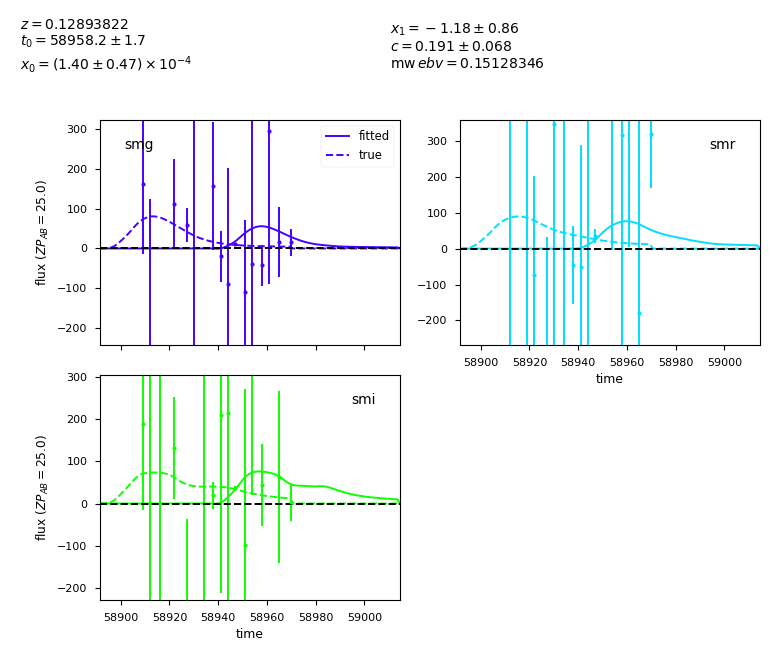 z = 0.12893822
t₀ = 58958.2 ± 1.7
x₀ = (1.40 ± 0.47) × 10⁻⁴
x₁ = −1.18 ± 0.86
c = 0.191 ± 0.068
mw ebv = 0.15128346
smg
fitted
true
300
200
100
0
−100
−200
flux (ZP_AB = 25.0)
smr
300
200
100
0
−100
−200
58900 58920 58940 58960 58980 59000
time
smi
300
200
100
0
−100
−200
flux (ZP_AB = 25.0)
58900 58920 58940 58960 58980 59000
time